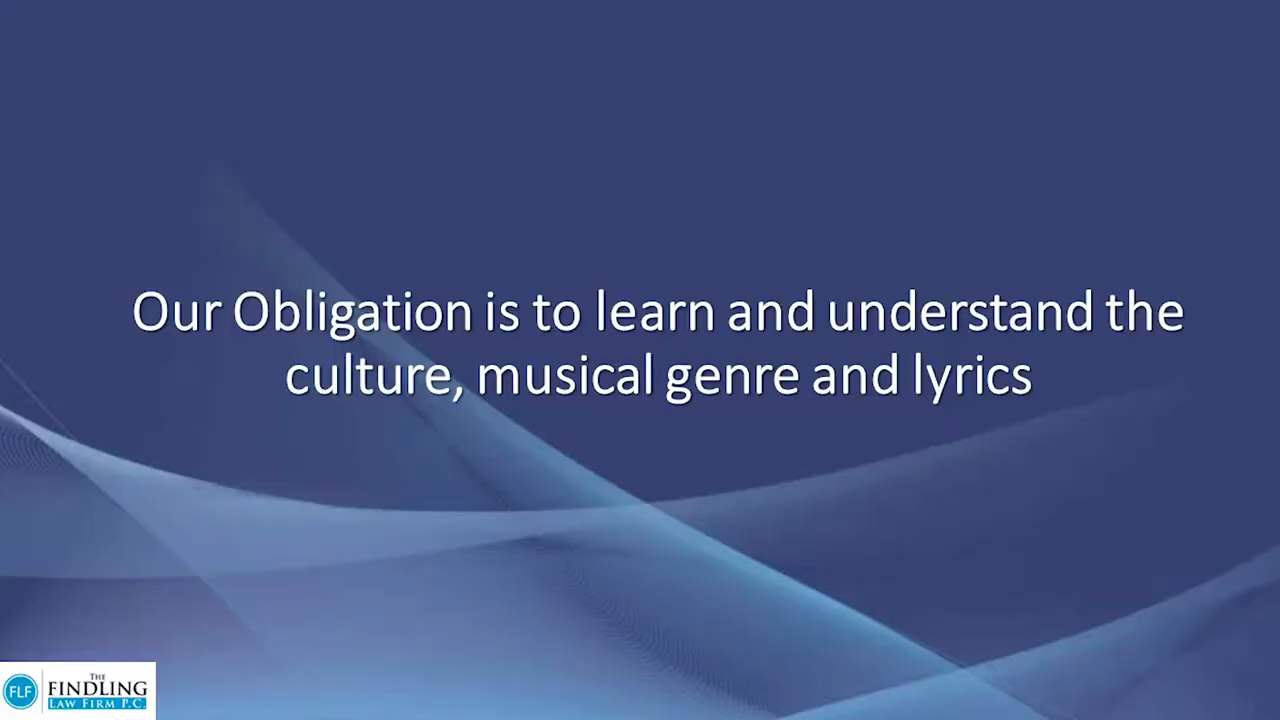 Our Obligation is to learn and understand the
culture, musical genre and lyrics
FLF
THE
FINDLING
LAW FIRM P.C.